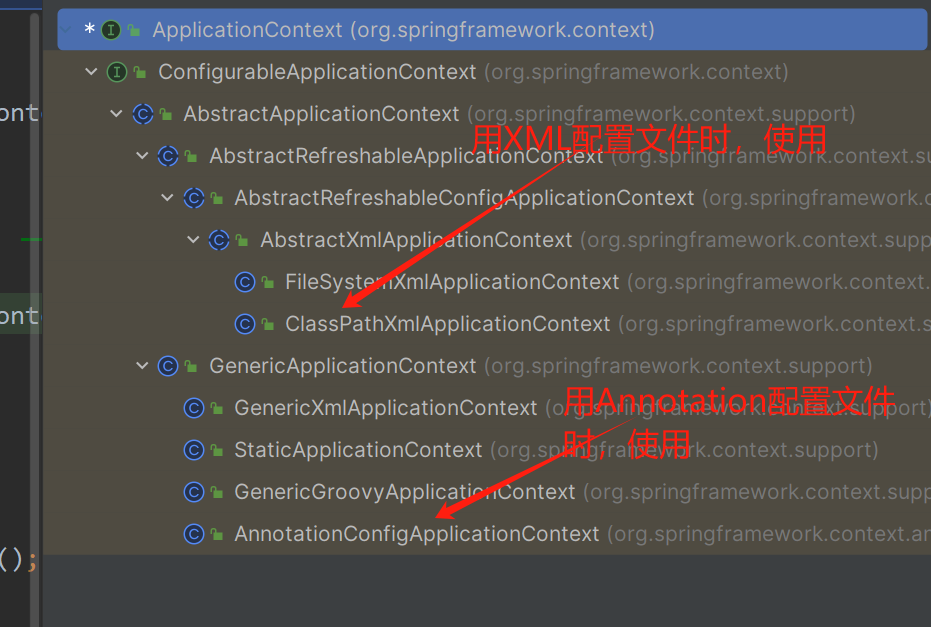 * I ApplicationContext (org.springframework.context)
I ConfigurableApplicationContext (org.springframework.context)
ont
C AbstractApplicationContext (org.springframework.context.support)
用XML配置文件时，使用
C AbstractRefreshableApplicationContext (org.springframework.context.su
C AbstractRefreshableConfigApplicationContext (org.springframework.c
C AbstractXmlApplicationContext (org.springframework.context.supp
C FileSystemXmlApplicationContext (org.springframework.context.
ont
C ClassPathXmlApplicationContext (org.springframework.context.s
C GenericApplicationContext (org.springframework.context.support)
用Annotation配置文件
时，使用
C GenericXmlApplicationContext (org.springframework.context.support)
C StaticApplicationContext (org.springframework.context.support)
C GenericGroovyApplicationContext (org.springframework.context.supp
C AnnotationConfigApplicationContext (org.springframework.context.an
();